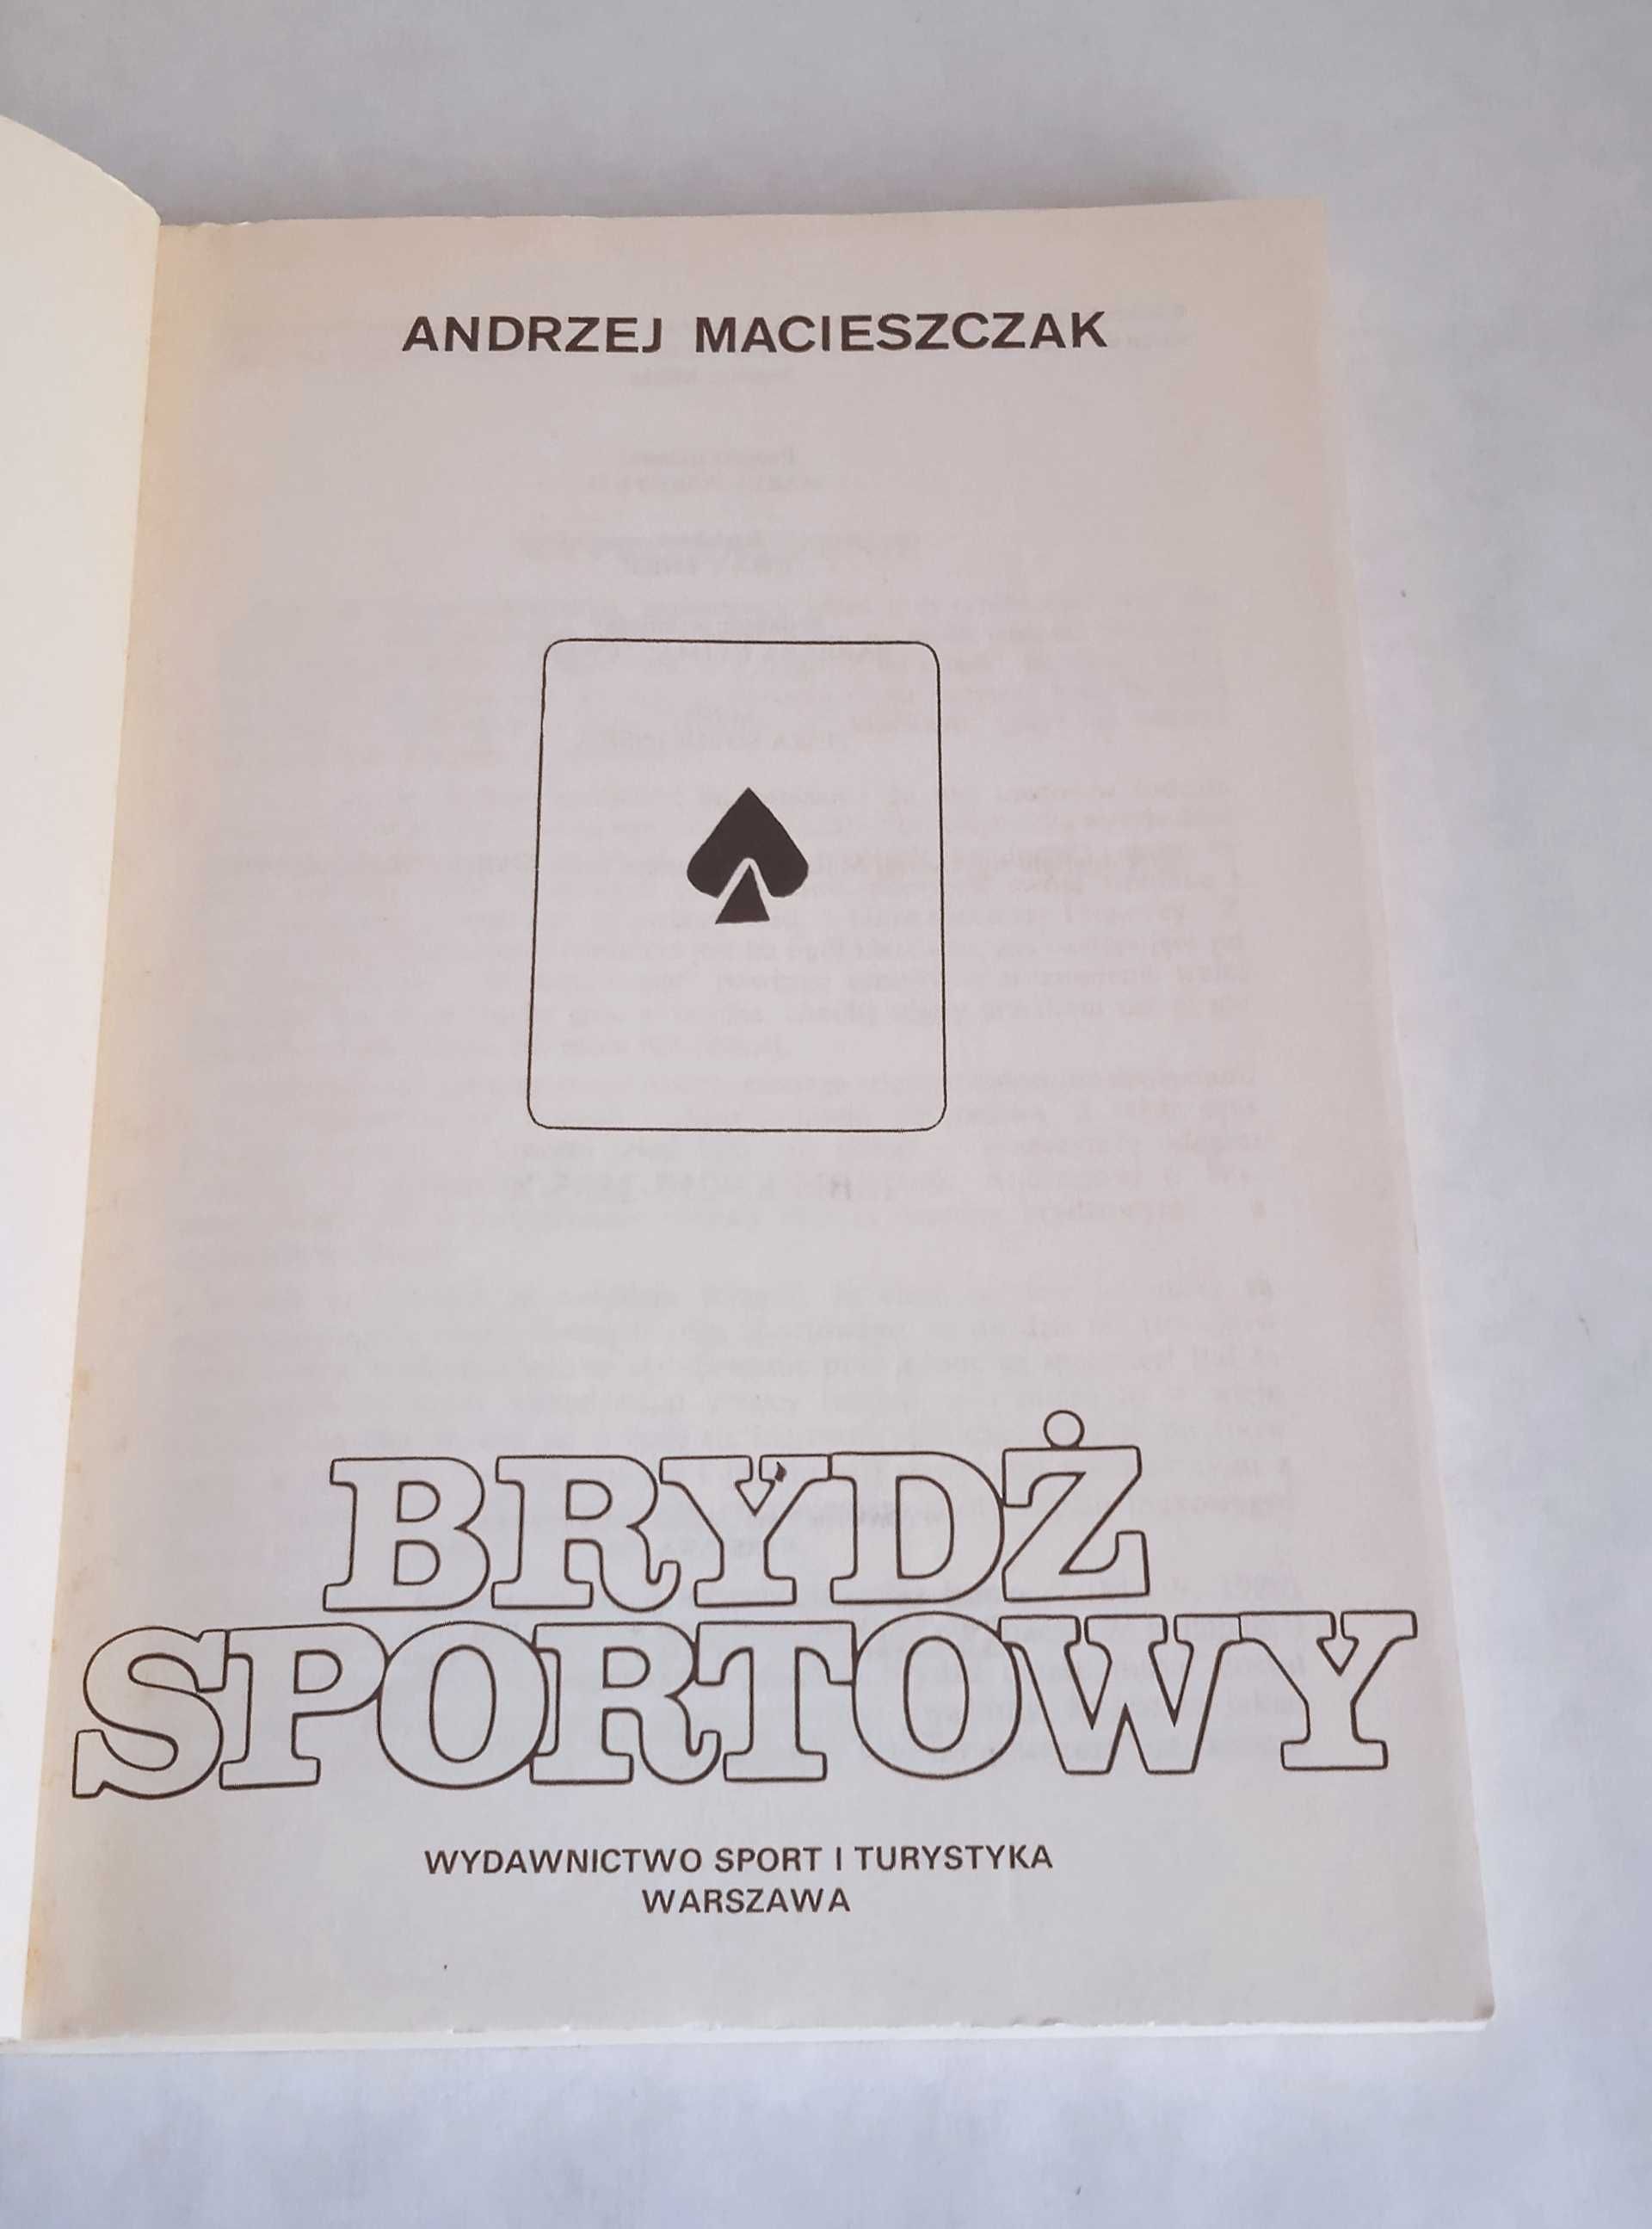 ANDRZEJ MACIESZCZAK
BRYDŻ
SPORTOWY
WYDAWNICTWO SPORT I TURYSTYKA
WARSZAWA